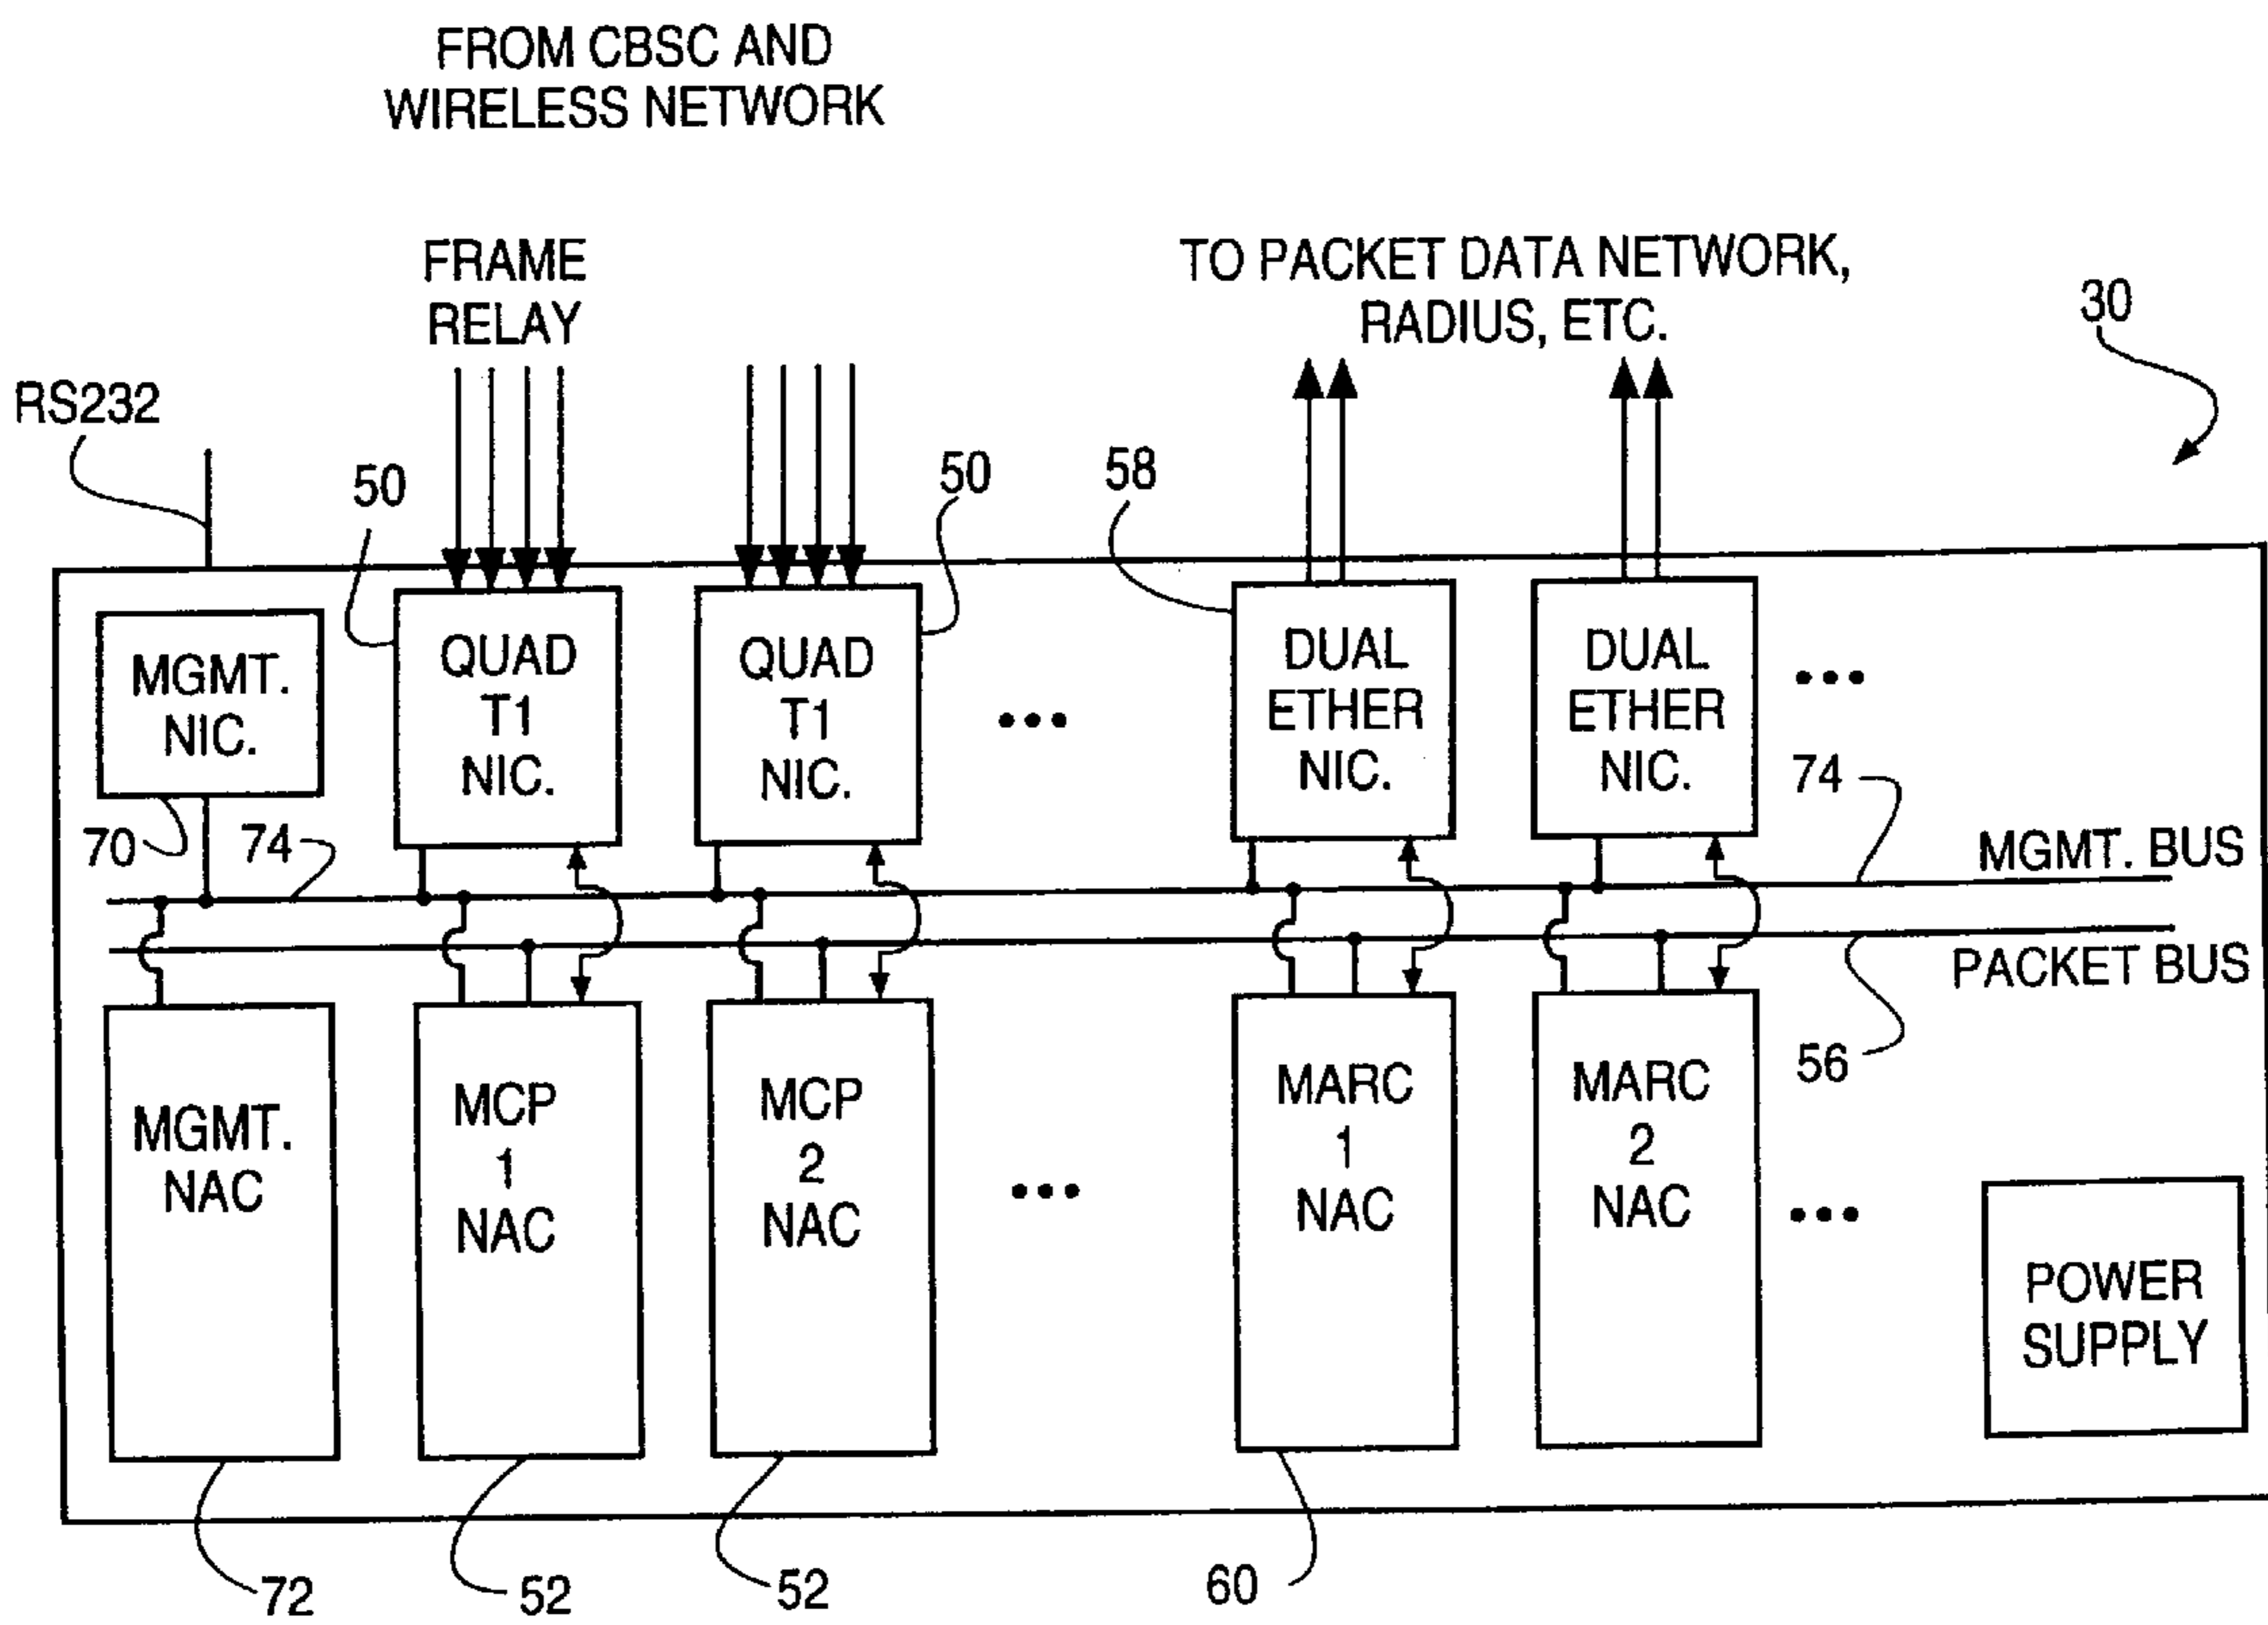 FROM CBSC AND
WIRELESS NETWORK
FRAME
RELAY
TO PACKET DATA NETWORK,
RADIUS, ETC.
30
RS232
50
50
58
MGMT.
NIC.
QUAD
T1
NIC.
QUAD
T1
NIC.
•••
DUAL
ETHER
NIC.
DUAL
ETHER
NIC.
•••
70
74
74
MGMT. BUS
PACKET BUS
56
MGMT.
NAC
MCP
1
NAC
MCP
2
NAC
•••
MARC
1
NAC
MARC
2
NAC
•••
POWER
SUPPLY
72
52
52
60